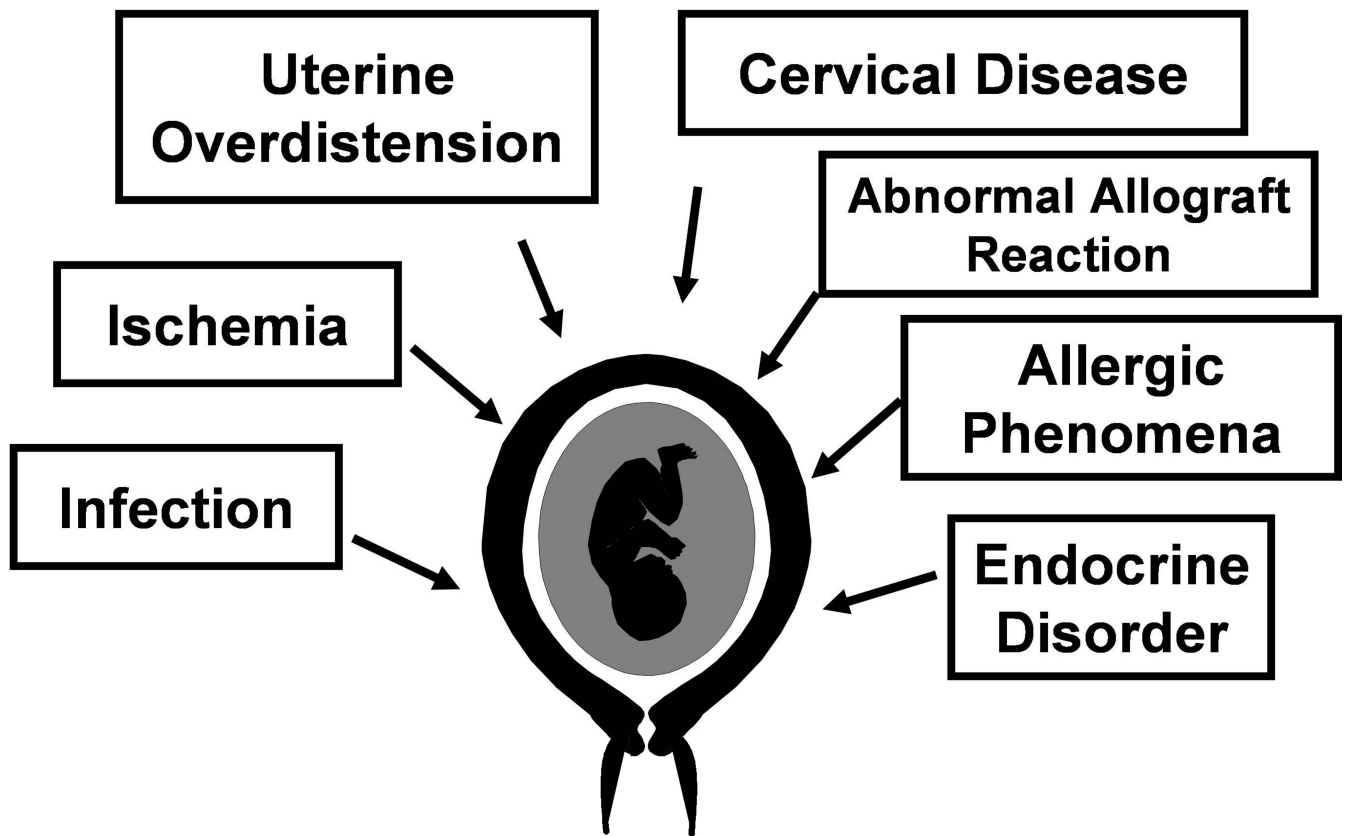 Uterine
Overdistension
Cervical Disease
Abnormal Allograft
Reaction
Ischemia
Allergic
Phenomena
Infection
Endocrine
Disorder